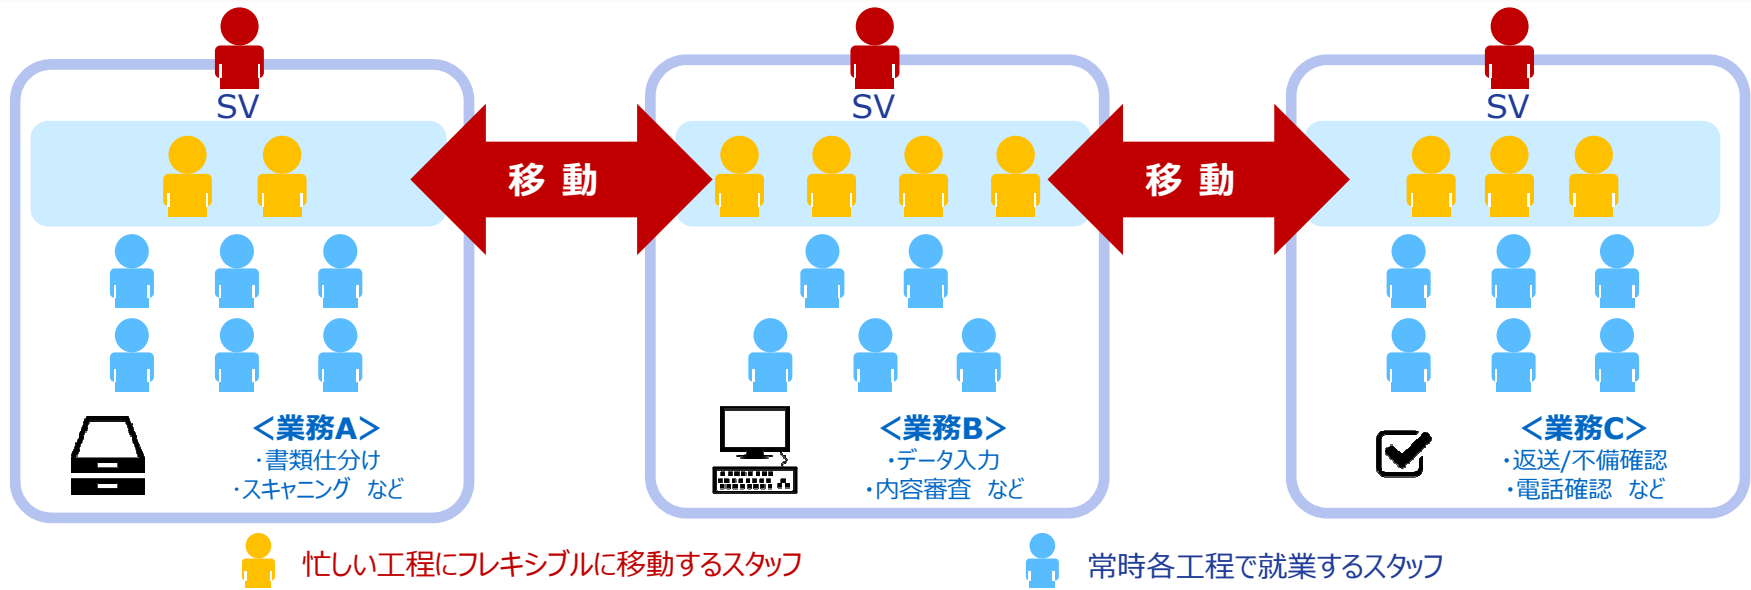 SV
SV
SV
移 動
移 動
＜業務A＞
・書類仕分け
・スキャニング　など
＜業務B＞
・データ入力
・内容審査　など
＜業務C＞
・返送/不備確認
・電話確認　など
忙しい工程にフレキシブルに移動するスタッフ
常時各工程で就業するスタッフ